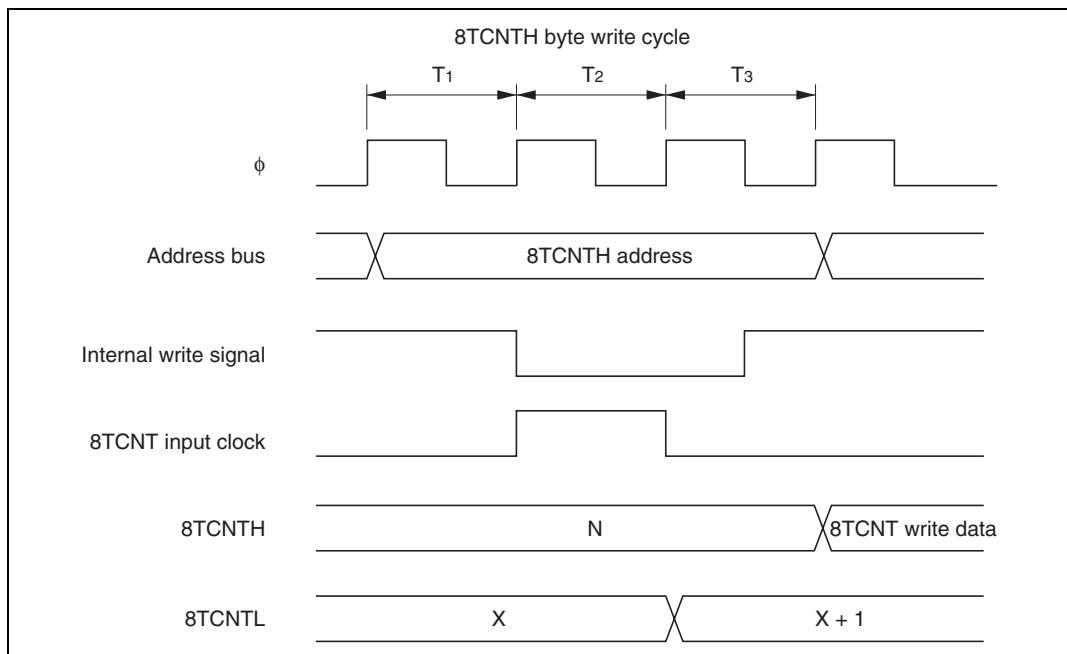 8TCNTH byte write cycle
T1 T2 T3
φ
Address bus
8TCNTH address
Internal write signal
8TCNT input clock
8TCNTH
N
8TCNT write data
8TCNTL
X
X + 1